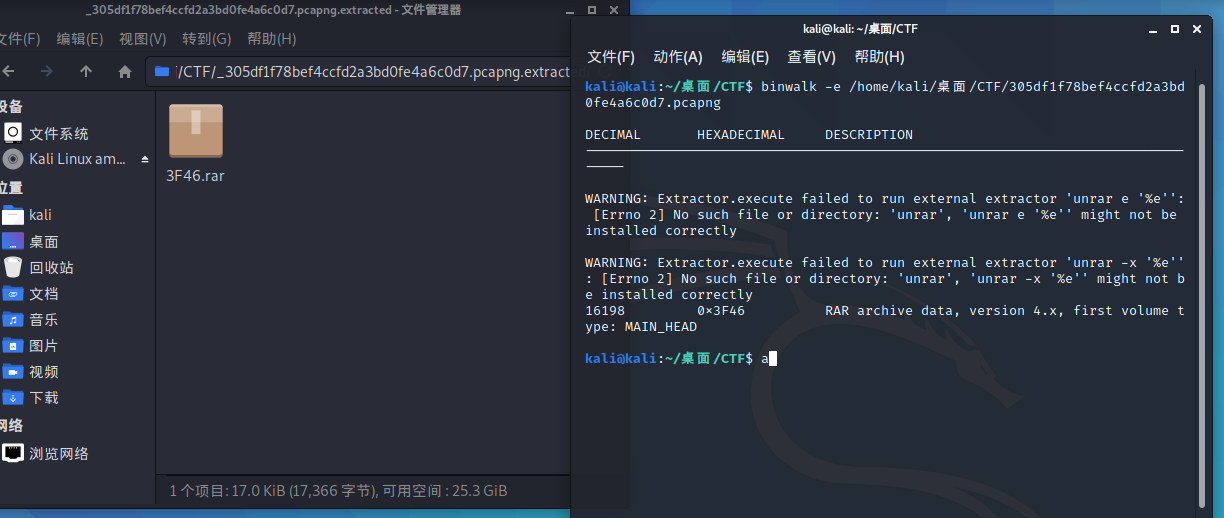 _305df1f78bef4ccfd2a3bd0fe4a6c0d7.pcapng.extracted - 文件管理器
文件(F) 编辑(E) 视图(V) 转到(G) 帮助(H)
/CTF/_305df1f78bef4ccfd2a3bd0fe4a6c0d7.pcapng.extracted/
设备
文件系统
Kali Linux am...
位置
kali
桌面
回收站
文档
音乐
图片
视频
下载
网络
浏览网络
3F46.rar
1 个项目: 17.0 KiB (17,366 字节), 可用空间 : 25.3 GiB
kali@kali: ~/桌面/CTF
文件(F) 动作(A) 编辑(E) 查看(V) 帮助(H)
kali@kali:~/桌面/CTF$ binwalk -e /home/kali/桌面/CTF/305df1f78bef4ccfd2a3bd
0fe4a6c0d7.pcapng
DECIMAL       HEXADECIMAL     DESCRIPTION
--------------------------------------------------------------------------------
WARNING: Extractor.execute failed to run external extractor 'unrar e '%e'':
[Errno 2] No such file or directory: 'unrar', 'unrar e '%e'' might not be
installed correctly
WARNING: Extractor.execute failed to run external extractor 'unrar -x '%e''
: [Errno 2] No such file or directory: 'unrar', 'unrar -x '%e'' might not b
e installed correctly
16198         0×3F46          RAR archive data, version 4.x, first volume t
ype: MAIN_HEAD
kali@kali:~/桌面/CTF$ a